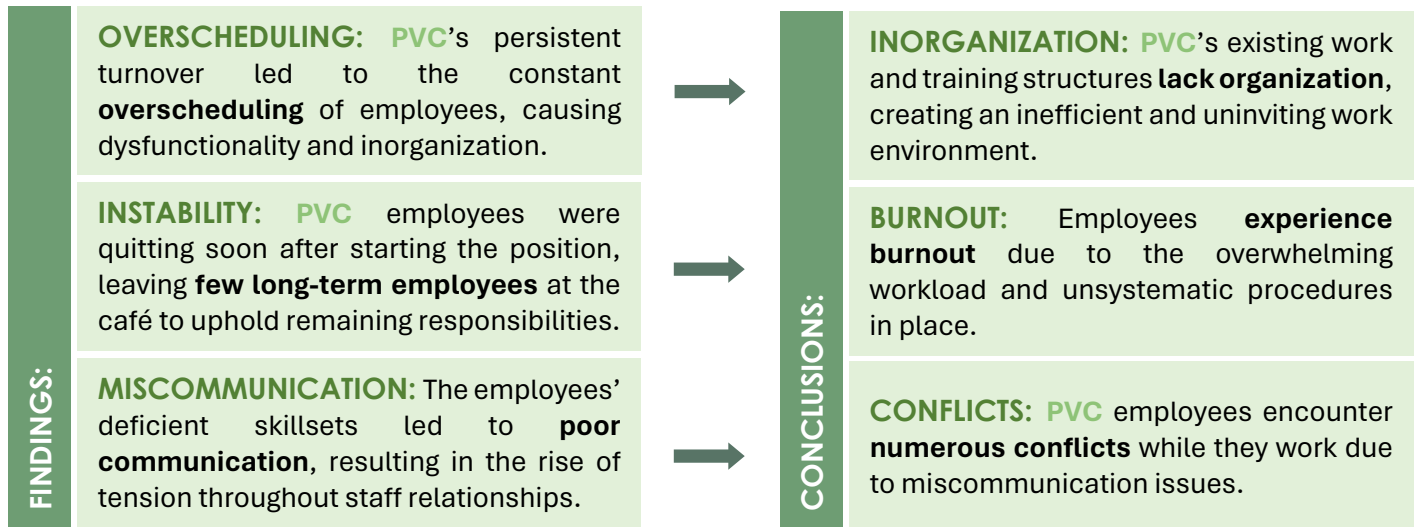 FINDINGS:
OVERSCHEDULING: PVC's persistent
turnover led to the constant
overscheduling of employees, causing
dysfunctionality and inorganization.
INSTABILITY: PVC employees were
quitting soon after starting the position,
leaving few long-term employees at the
café to uphold remaining responsibilities.
MISCOMMUNICATION: The employees’
deficient skillsets led to poor
communication, resulting in the rise of
tension throughout staff relationships.
CONCLUSIONS:
INORGANIZATION: PVC's existing work
and training structures lack organization,
creating an inefficient and uninviting work
environment.
BURNOUT: Employees experience
burnout due to the overwhelming
workload and unsystematic procedures
in place.
CONFLICTS: PVC employees encounter
numerous conflicts while they work due
to miscommunication issues.